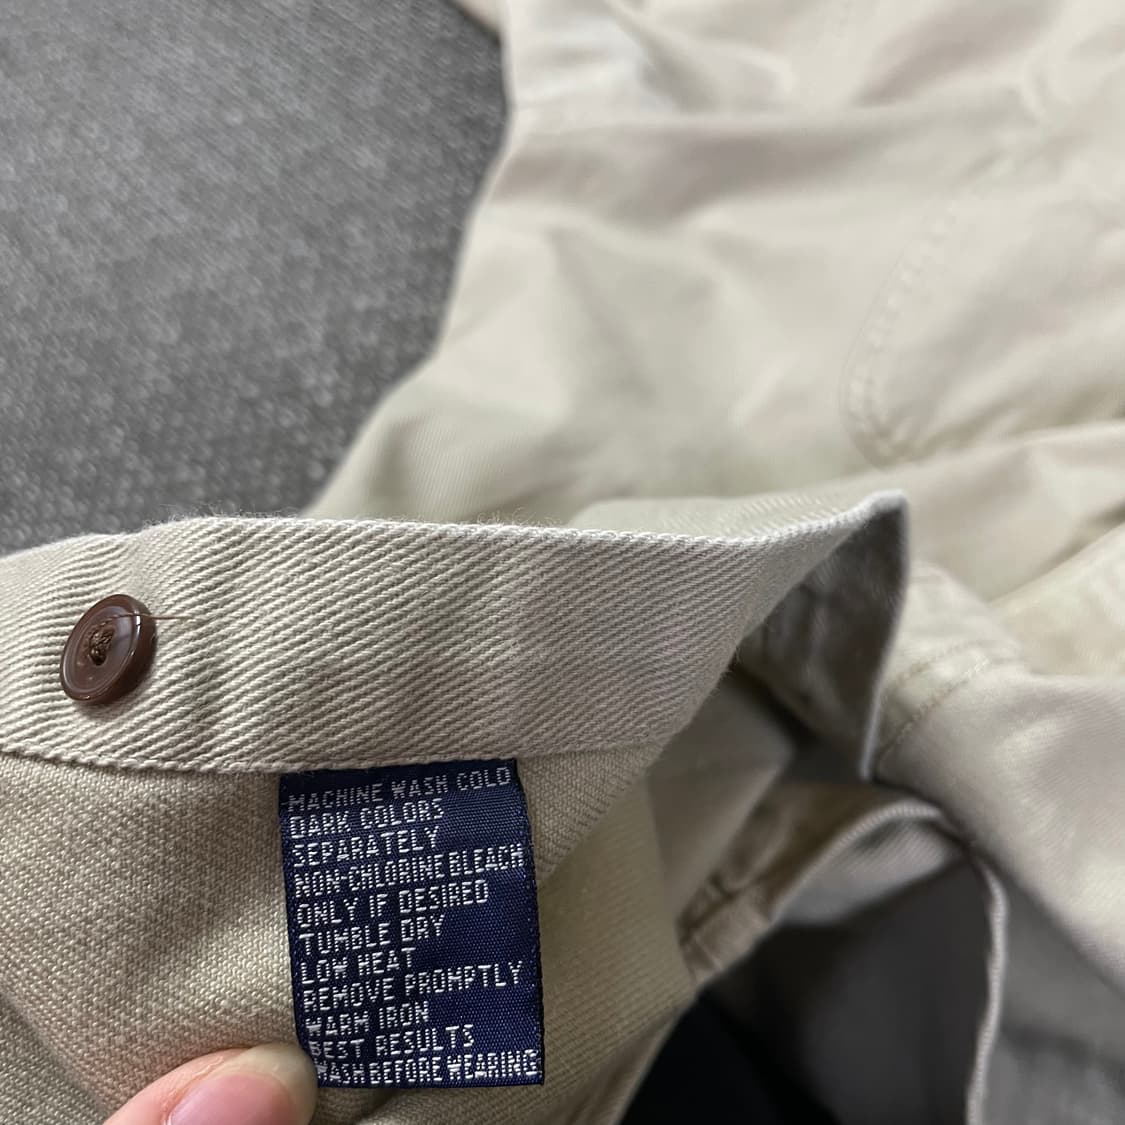 MACHINE WASH COLD
DARK COLORS
SEPARATELY
NON-CHLORINE BLEACH
ONLY IF DESIRED
TUMBLE DRY
LOW HEAT
REMOVE PROMPTLY
WARM IRON
BEST RESULTS
WASH BEFORE WEARING